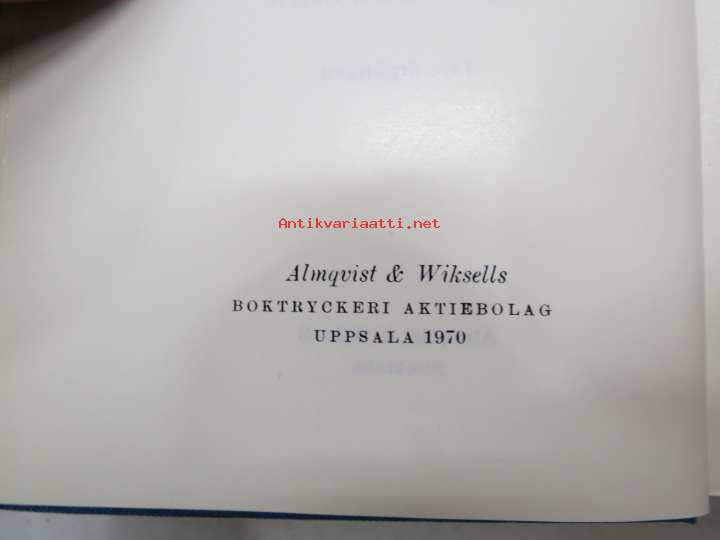 Antikvariaatti.net
Almqvist & Wiksells
BOKTRYCKERI AKTIEBOLAG
UPPSALA 1970